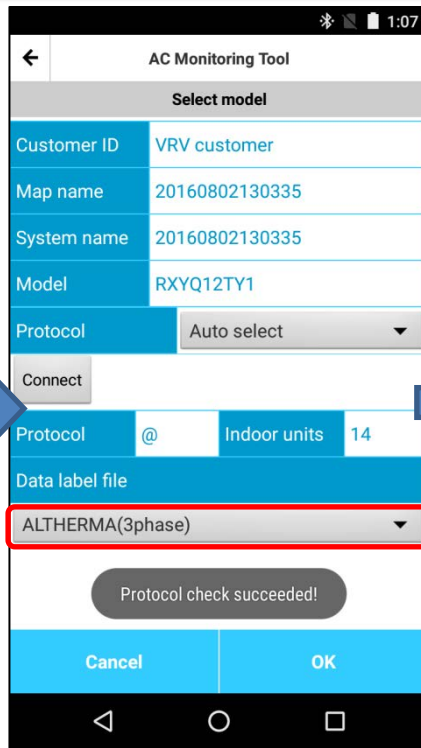 1:07
AC Monitoring Tool
Select model
Customer ID VRV customer
Map name 20160802130335
System name 20160802130335
Model RXYQ12TY1
Protocol Auto select
Connect
Protocol @ Indoor units 14
Data label file
ALTHERMA(3phase)
Protocol check succeeded!
Cancel OK